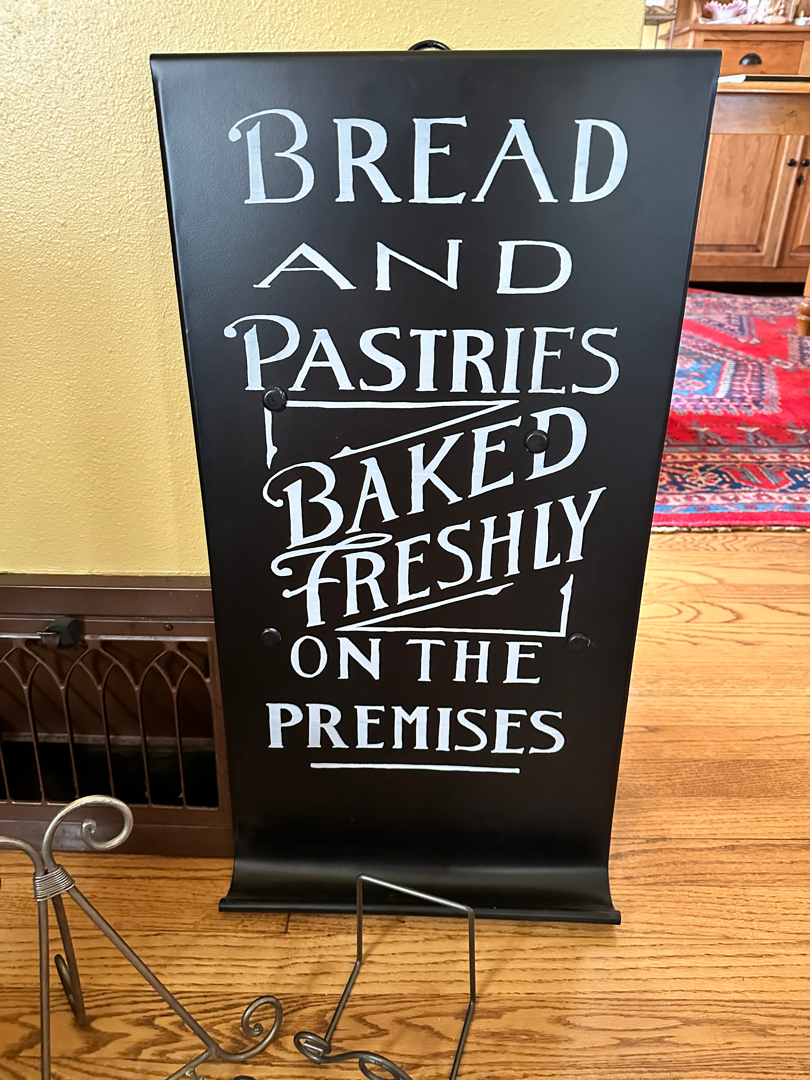 BREAD
AND
PASTRIES
BAKED
FRESHLY
ON THE
PREMISES